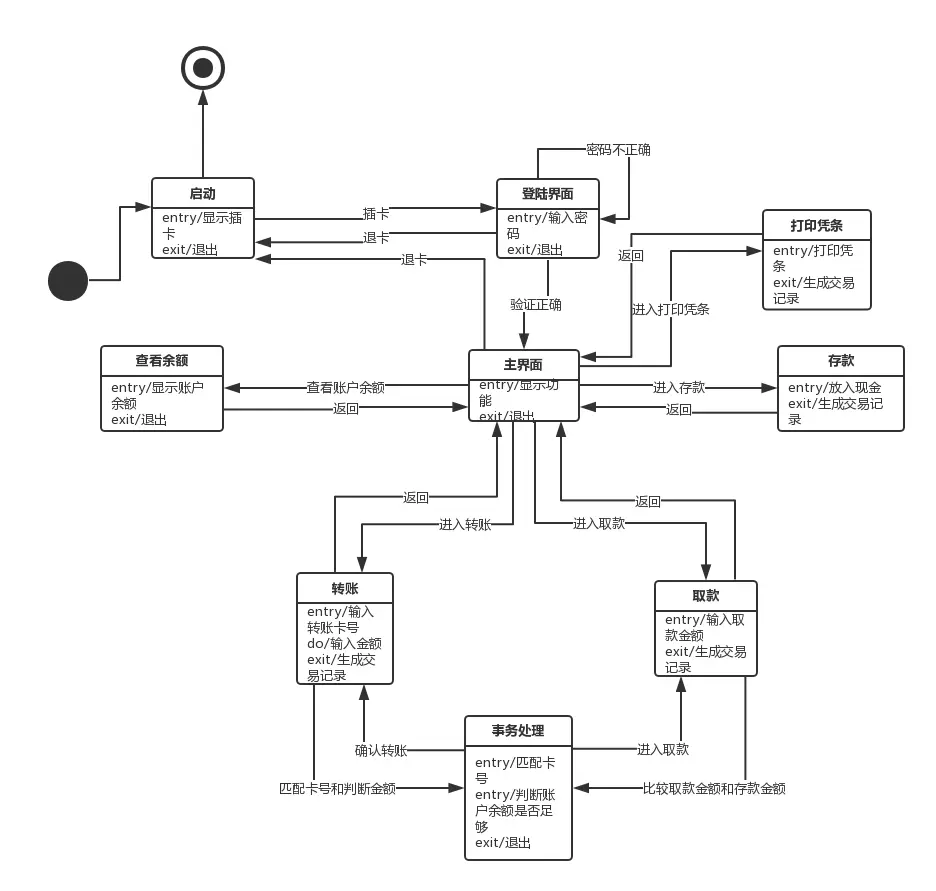 密码不正确
启动
entry/显示插
卡
exit/退出
插卡
退卡
退卡
登陆界面
entry/输入密
码
exit/退出
打印凭条
entry/打印凭
条
exit/生成交易
记录
返回
进入打印凭条
验证正确
查看余额
entry/显示账户
余额
exit/退出
查看账户余额
返回
主界面
entry/显示功
能
exit/退出
进入存款
返回
存款
entry/放入现金
exit/生成交易记
录
返回
进入转账
进入取款
返回
转账
entry/输入
转账卡号
do/输入金额
exit/生成交
易记录
取款
entry/输入取
款金额
exit/生成交易
记录
事务处理
entry/匹配卡
号
entry/判断账
户余额是否足
够
exit/退出
确认转账
进入取款
匹配卡号和判断金额
比较取款金额和存款金额